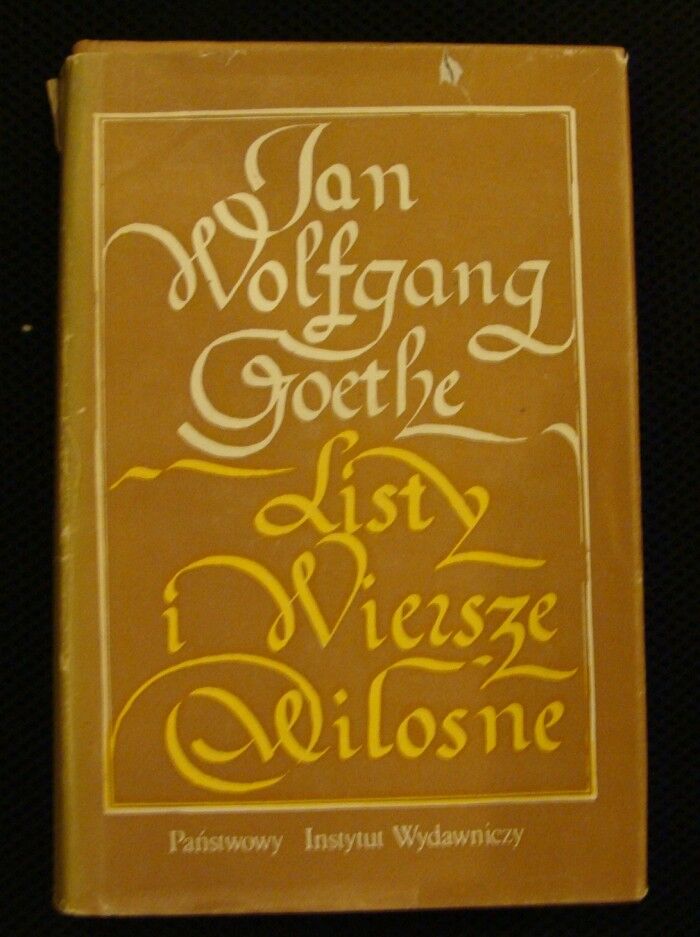 Jan
Wolfgang
Goethe
Listy
i Wiersze
Miłosne
Państwowy Instytut Wydawniczy